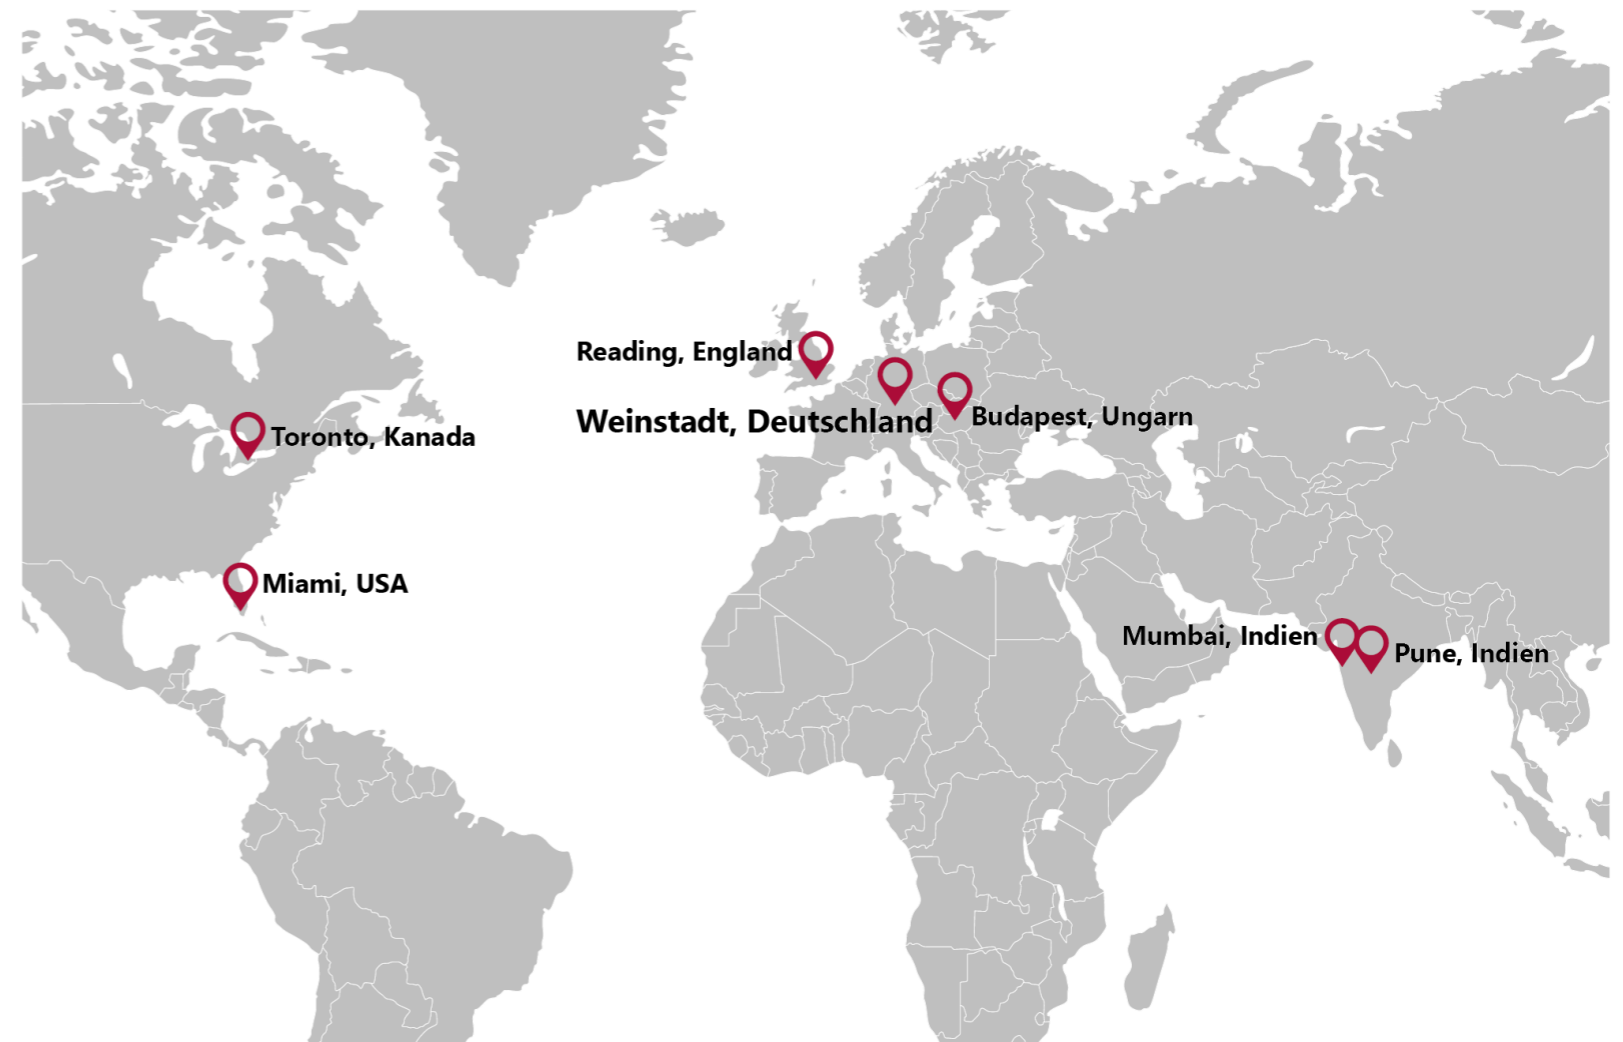 Reading, England
Weinstadt, Deutschland
Budapest, Ungarn
Toronto, Kanada
Miami, USA
Mumbai, Indien
Pune, Indien